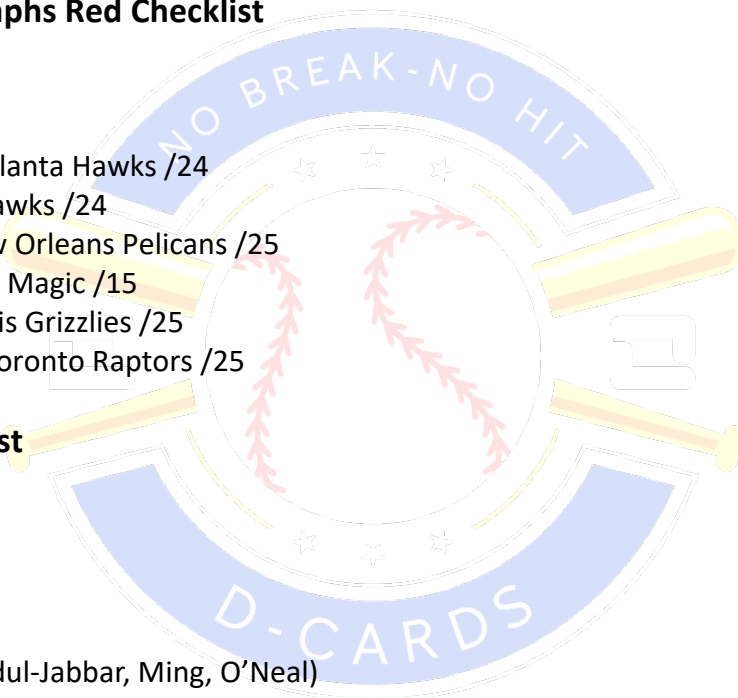 phs Red Checklist
NO BREAK-NO HIT
lanta Hawks /24
awks /24
w Orleans Pelicans /25
Magic /15
is Grizzlies /25
oronto Raptors /25
st
D-CARDS
dul-Jabbar, Ming, O’Neal)